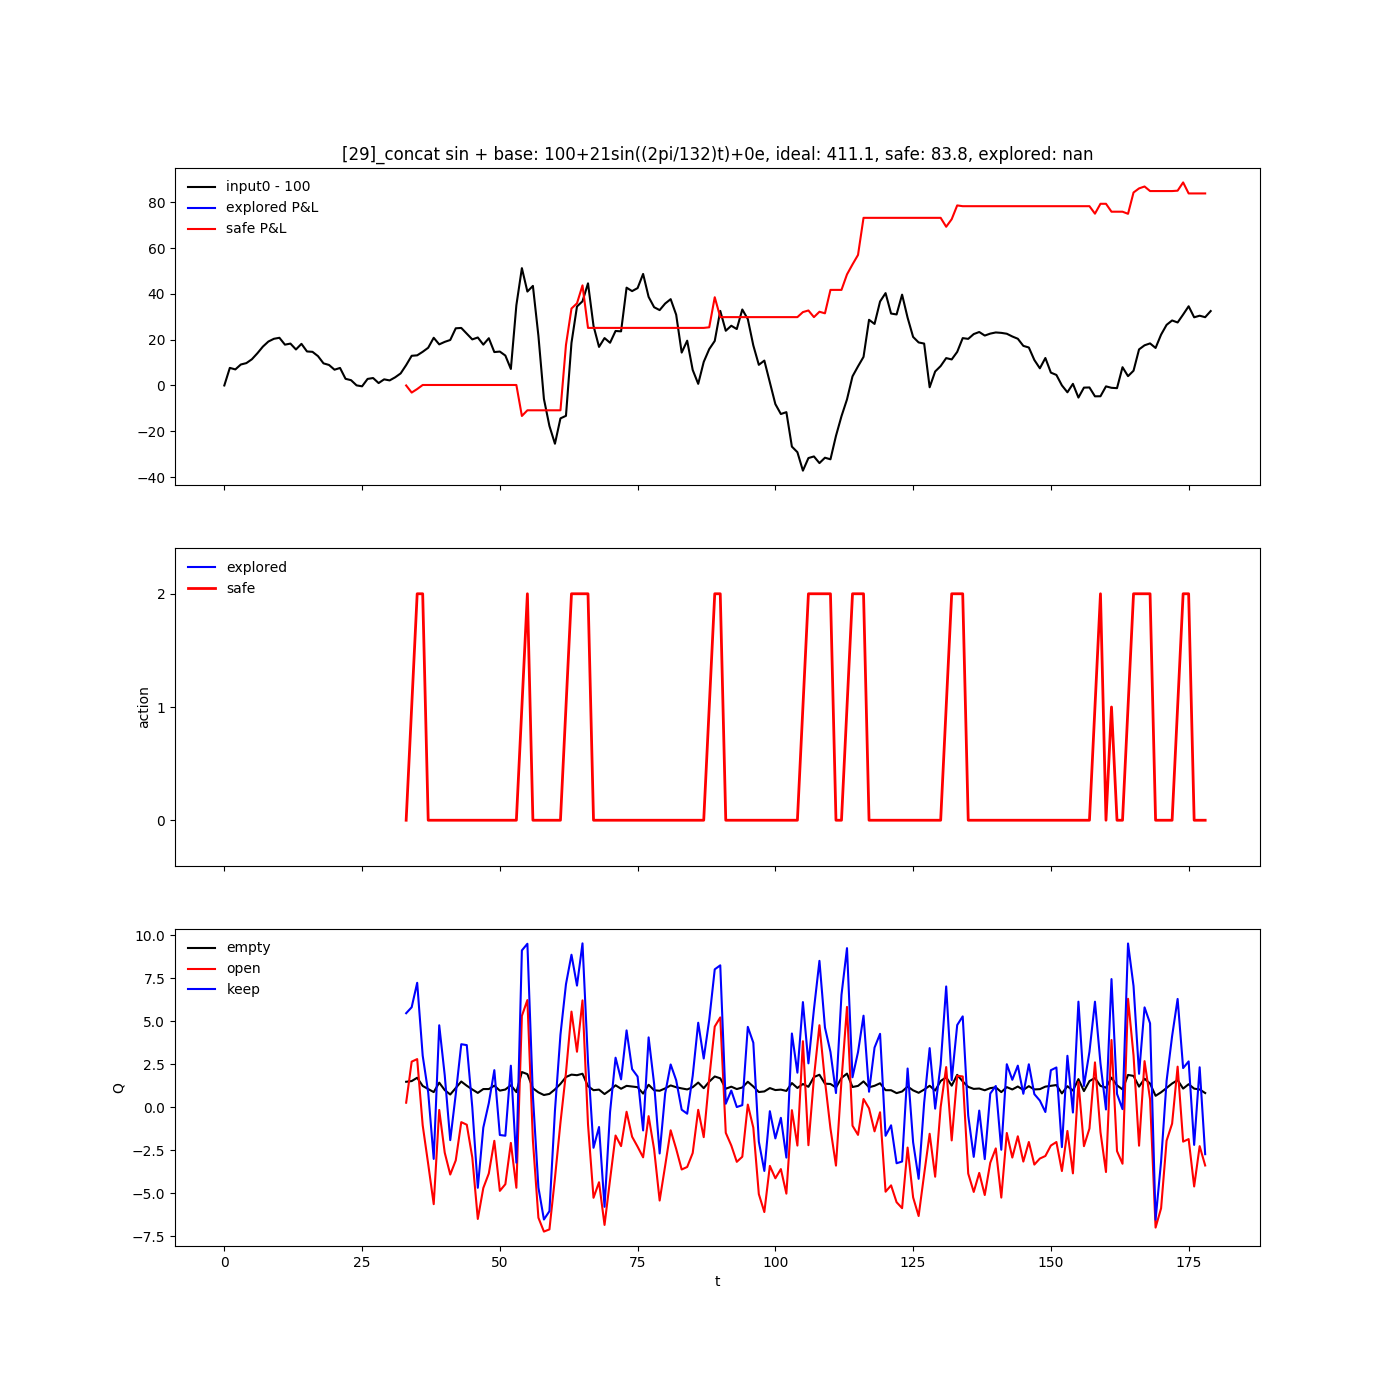 [29]_concat sin + base: 100+21sin((2pi/132)t)+0e, ideal: 411.1, safe: 83.8, explored: nan
input0 - 100
explored P&L
safe P&L
80
60
40
20
0
−20
−40
explored
safe
2
1
0
action
empty
open
keep
10.0
7.5
5.0
2.5
0.0
−2.5
−5.0
−7.5
Q
0 25 50 75 100 125 150 175
t